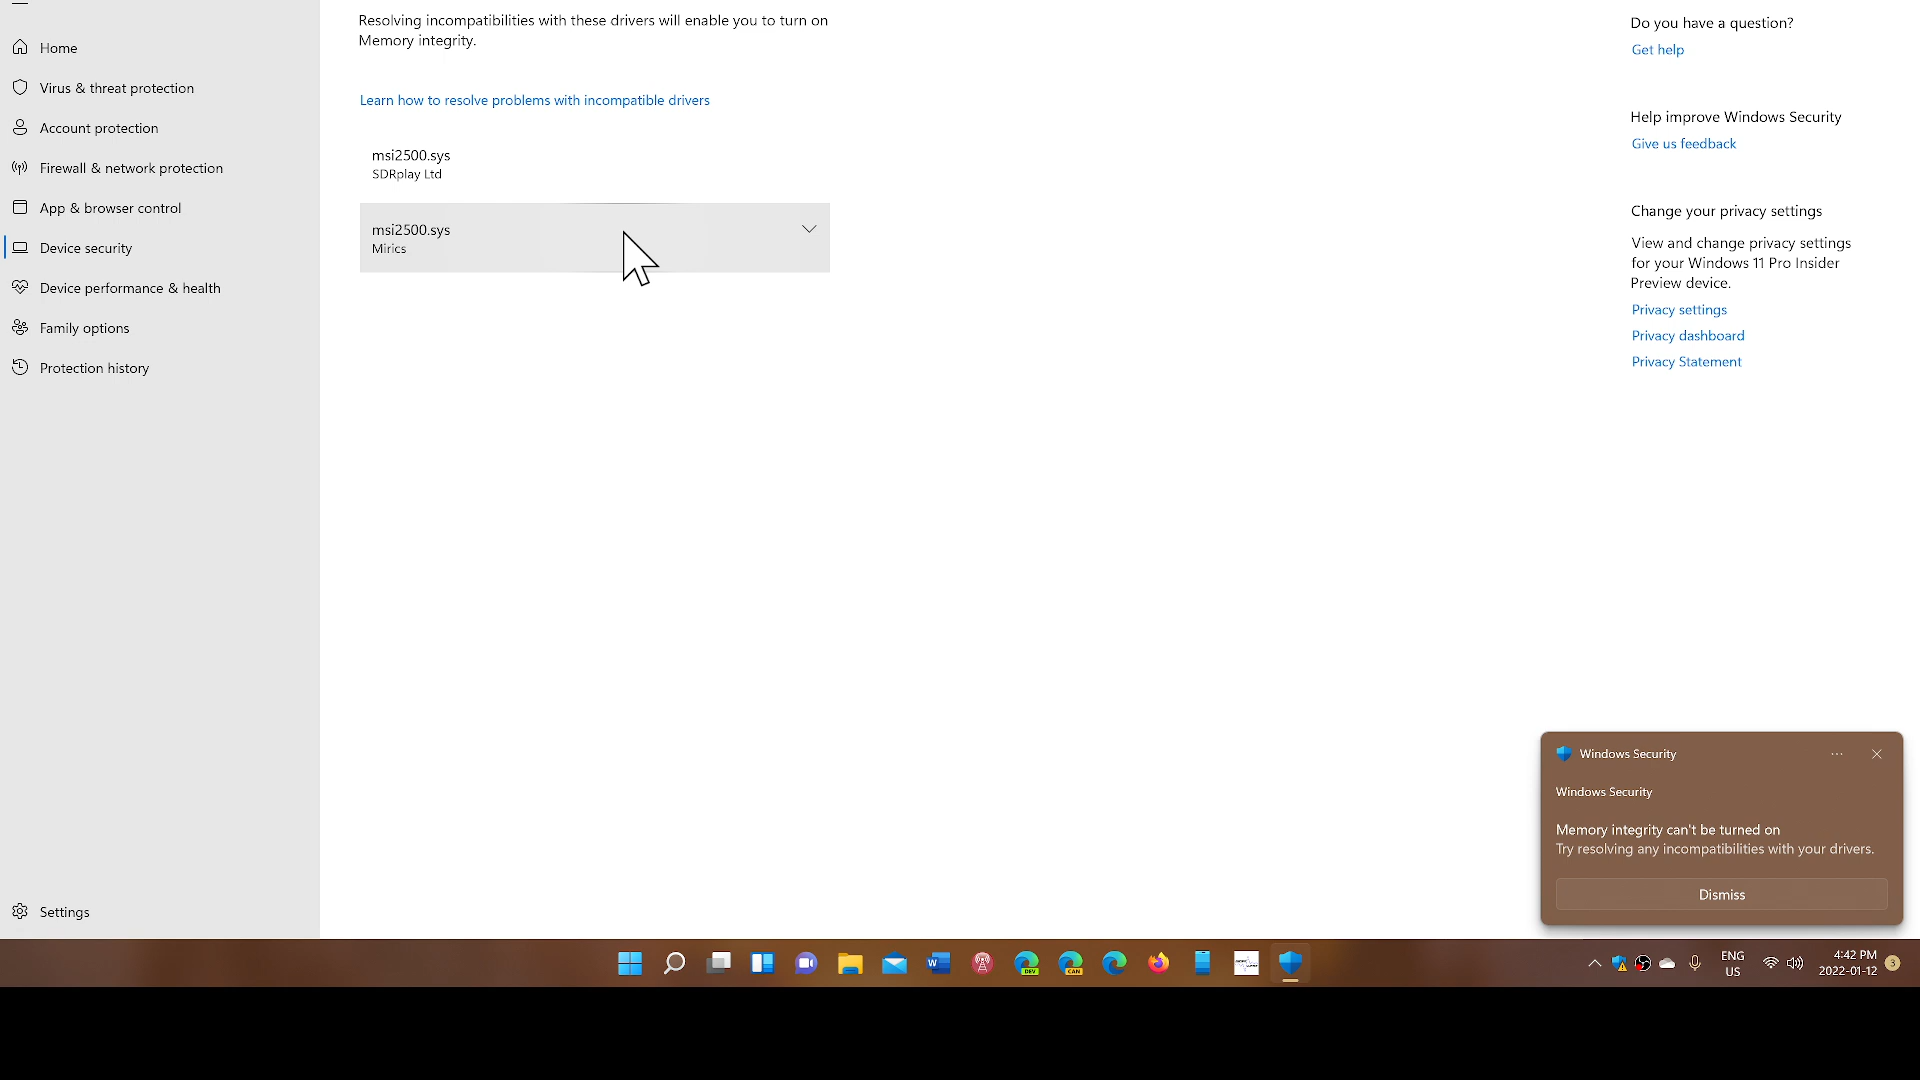 Home
Virus & threat protection
Account protection
Firewall & network protection
App & browser control
Device security
Device performance & health
Family options
Protection history
Settings
Resolving incompatibilities with these drivers will enable you to turn on
Memory integrity.
Learn how to resolve problems with incompatible drivers
msi2500.sys
SDRplay Ltd
msi2500.sys
Mirics
Do you have a question?
Get help
Help improve Windows Security
Give us feedback
Change your privacy settings
View and change privacy settings
for your Windows 11 Pro Insider
Preview device.
Privacy settings
Privacy dashboard
Privacy Statement
Windows Security
Windows Security
Memory integrity can't be turned on
Try resolving any incompatibilities with your drivers.
Dismiss
W
DEV
CAN
ENG
US
4:42 PM
2022-01-12
3